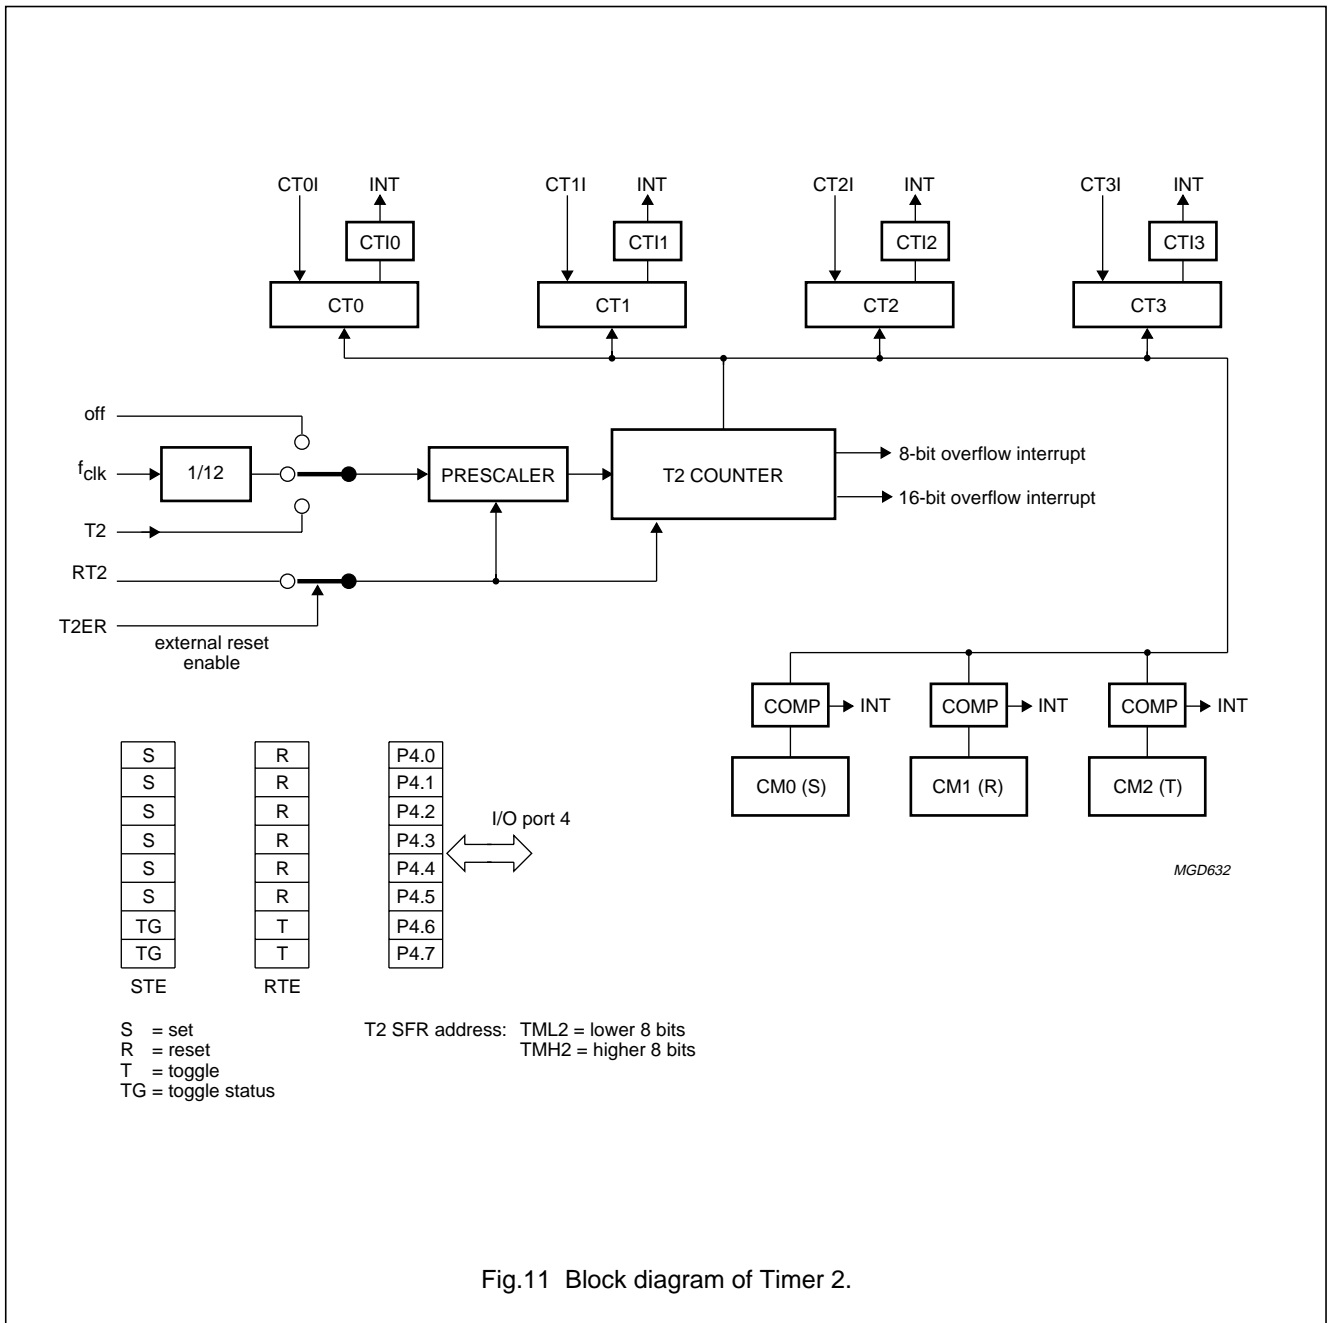 CT0I INT CT1I INT CT2I INT CT3I INT
CTI0 CTI1 CTI2 CTI3
CT0 CT1 CT2 CT3
off
fclk 1/12 PRESCALER T2 COUNTER
8-bit overflow interrupt
16-bit overflow interrupt
T2
RT2
T2ER
external reset
enable
COMP INT COMP INT COMP INT
CM0 (S) CM1 (R) CM2 (T)
S R P4.0
S R P4.1
S R P4.2
S R P4.3
S R P4.4
S R P4.5
TG T P4.6
TG T P4.7
I/O port 4
STE RTE
MGD632
S = set
R = reset
T = toggle
TG = toggle status
T2 SFR address: TML2 = lower 8 bits
TMH2 = higher 8 bits
Fig.11 Block diagram of Timer 2.